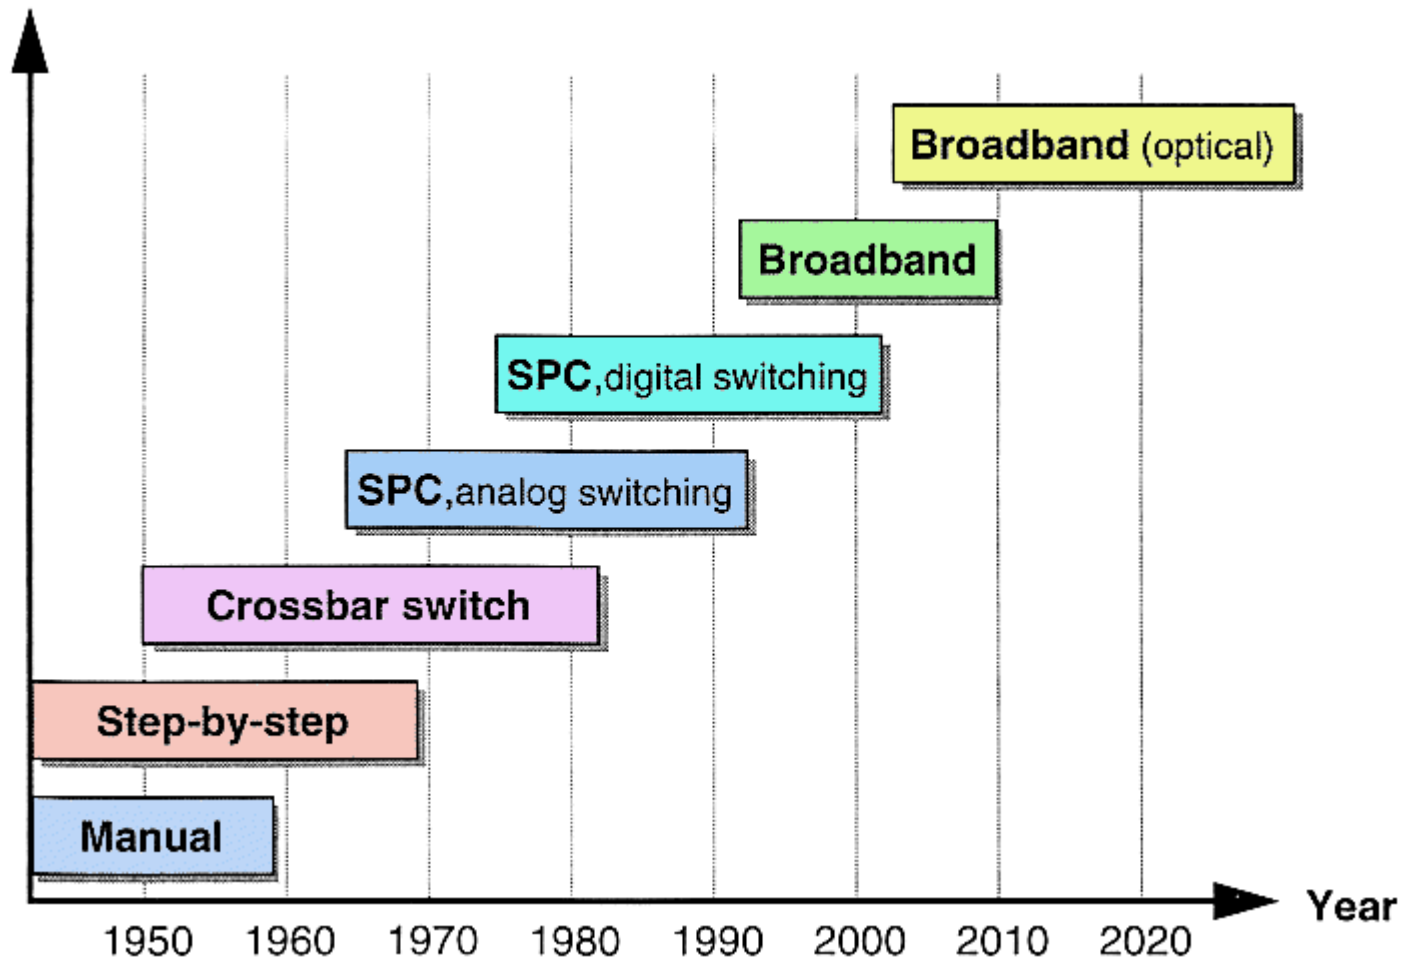 Broadband (optical)
Broadband
SPC,digital switching
SPC,analog switching
Crossbar switch
Step-by-step
Manual
Year
1950 1960 1970 1980 1990 2000 2010 2020